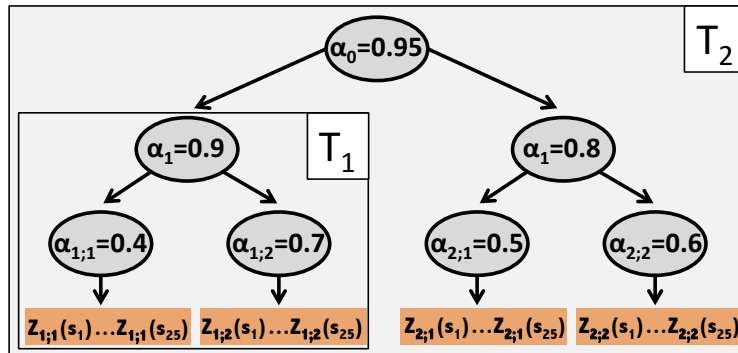 T₂
α₀=0.95
T₁
α₁=0.9
α₁=0.8
α₁;₁=0.4
α₁;₂=0.7
α₂;₁=0.5
α₂;₂=0.6
Z₁;₁(s₁)...Z₁;₁(s₂₅)
Z₁;₂(s₁)...Z₁;₂(s₂₅)
Z₂;₁(s₁)...Z₂;₁(s₂₅)
Z₂;₂(s₁)...Z₂;₂(s₂₅)